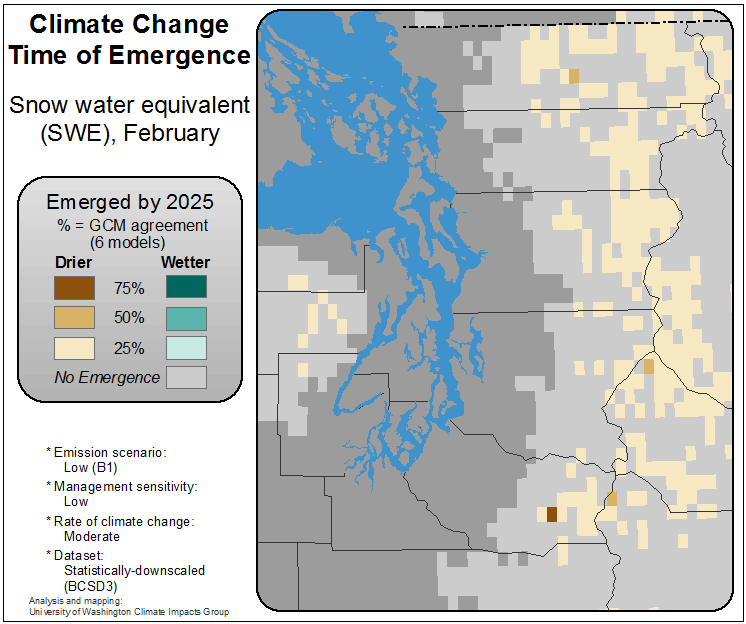 Climate Change
Time of Emergence
Snow water equivalent
(SWE), February
Emerged by 2025
% = GCM agreement
(6 models)
Drier Wetter
75%
50%
25%
No Emergence
* Emission scenario:
Low (B1)
* Management sensitivity:
Low
* Rate of climate change:
Moderate
* Dataset:
Statistically-downscaled
(BCSD3)
Analysis and mapping:
University of Washington Climate Impacts Group